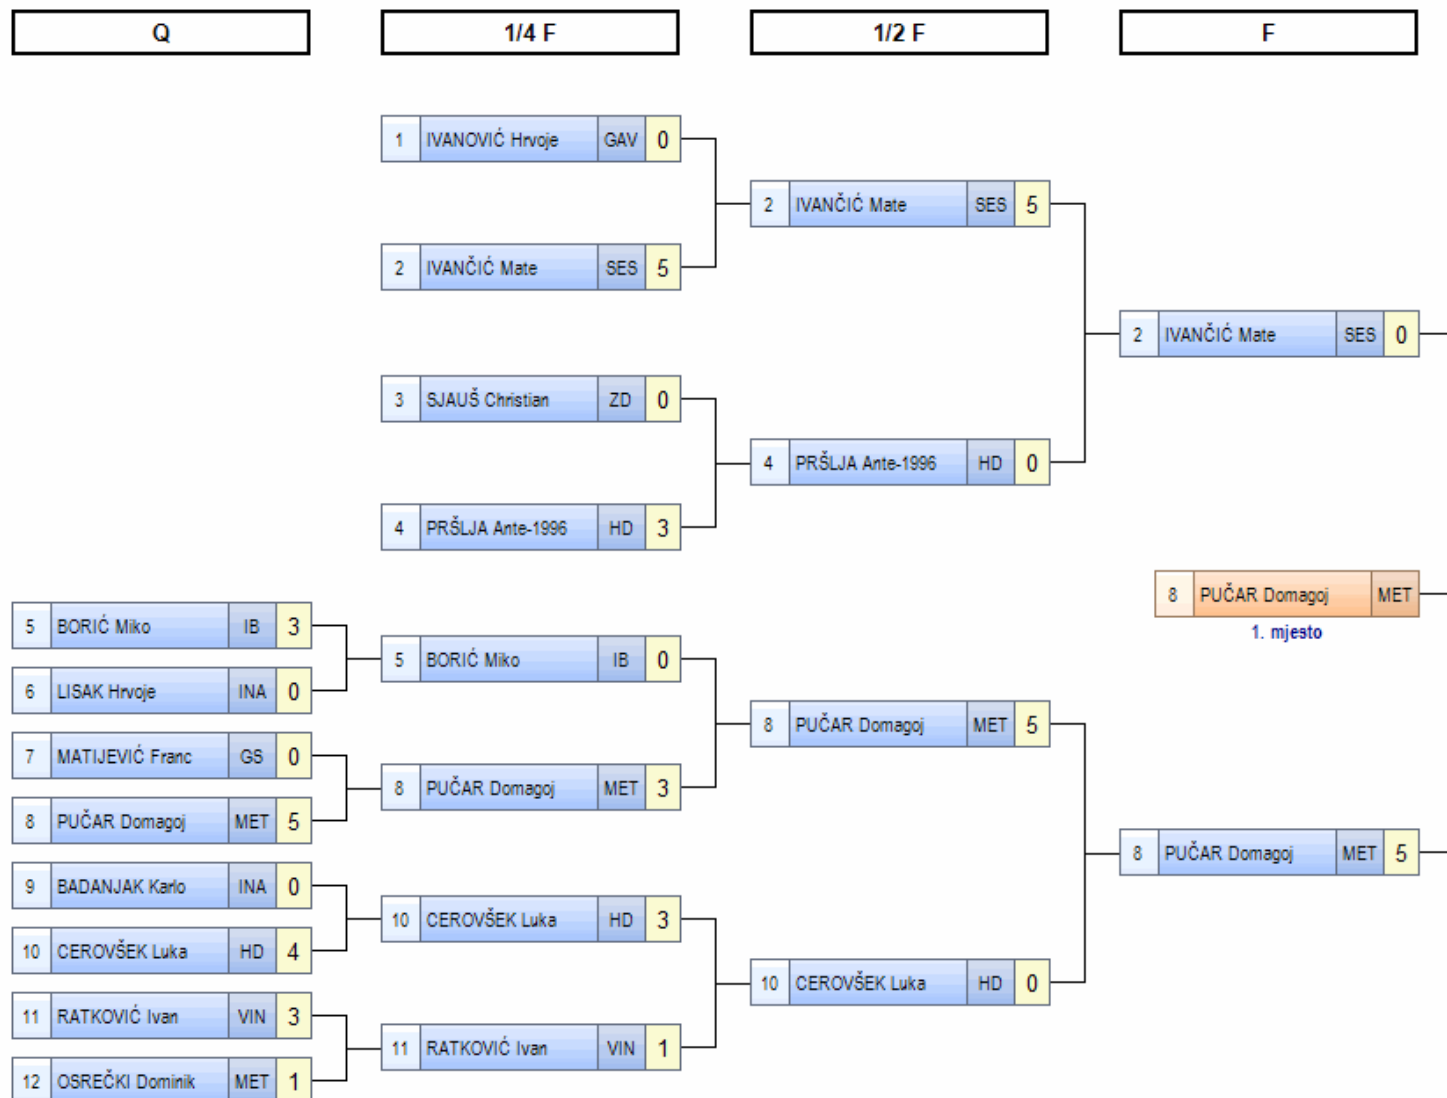 Q 1/4 F 1/2 F F
1 IVANOVIĆ Hrvoje GAV 0
2 IVANČIĆ Mate SES 5
2 IVANČIĆ Mate SES 5
2 IVANČIĆ Mate SES 0
3 SJAUŠ Christian ZD 0
4 PRŠLJA Ante-1996 HD 0
4 PRŠLJA Ante-1996 HD 3
8 PUČAR Domagoj MET
1. mjesto
5 BORIĆ Miko IB 3
5 BORIĆ Miko IB 0
6 LISAK Hrvoje INA 0
8 PUČAR Domagoj MET 5
7 MATIJEVIĆ Franc GS 0
8 PUČAR Domagoj MET 3
8 PUČAR Domagoj MET 5
8 PUČAR Domagoj MET 5
9 BADANJAK Karlo INA 0
10 CEROVŠEK Luka HD 3
10 CEROVŠEK Luka HD 4
10 CEROVŠEK Luka HD 0
11 RATKOVIĆ Ivan VIN 3
11 RATKOVIĆ Ivan VIN 1
12 OSREČKI Dominik MET 1